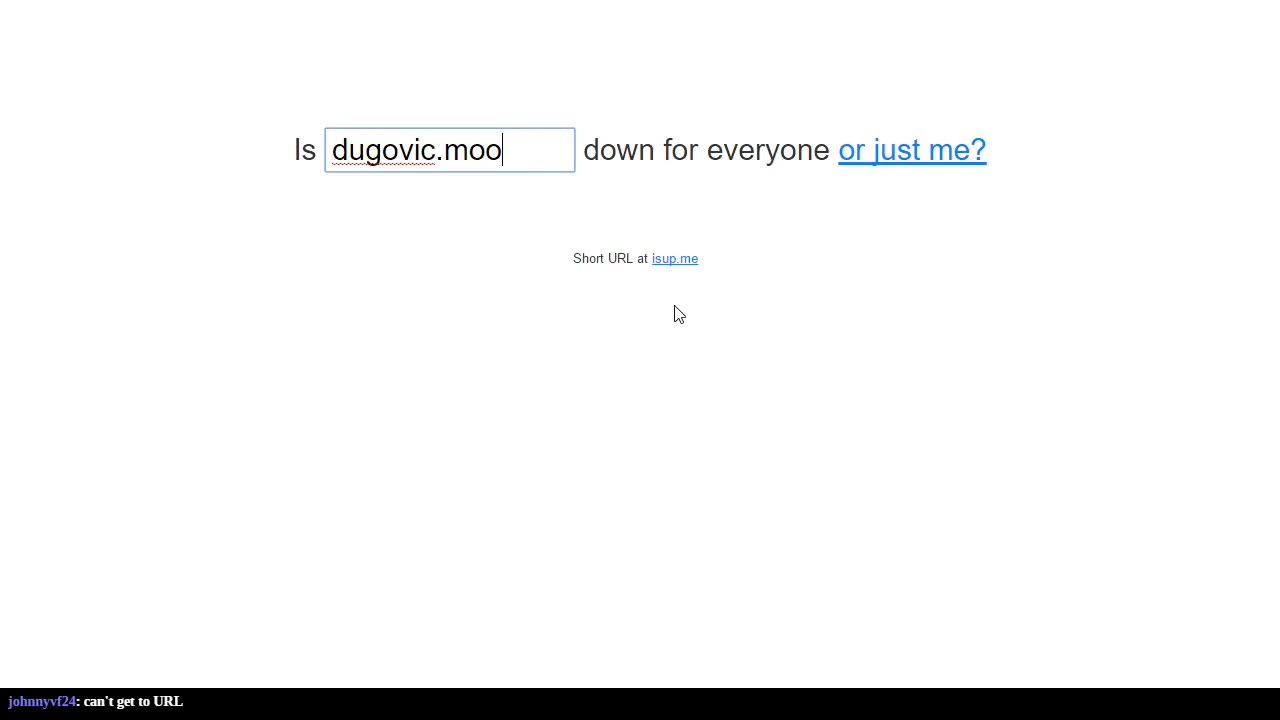 Is dugovic.moo down for everyone or just me?
Short URL at isup.me
johnnyvf24: can't get to URL